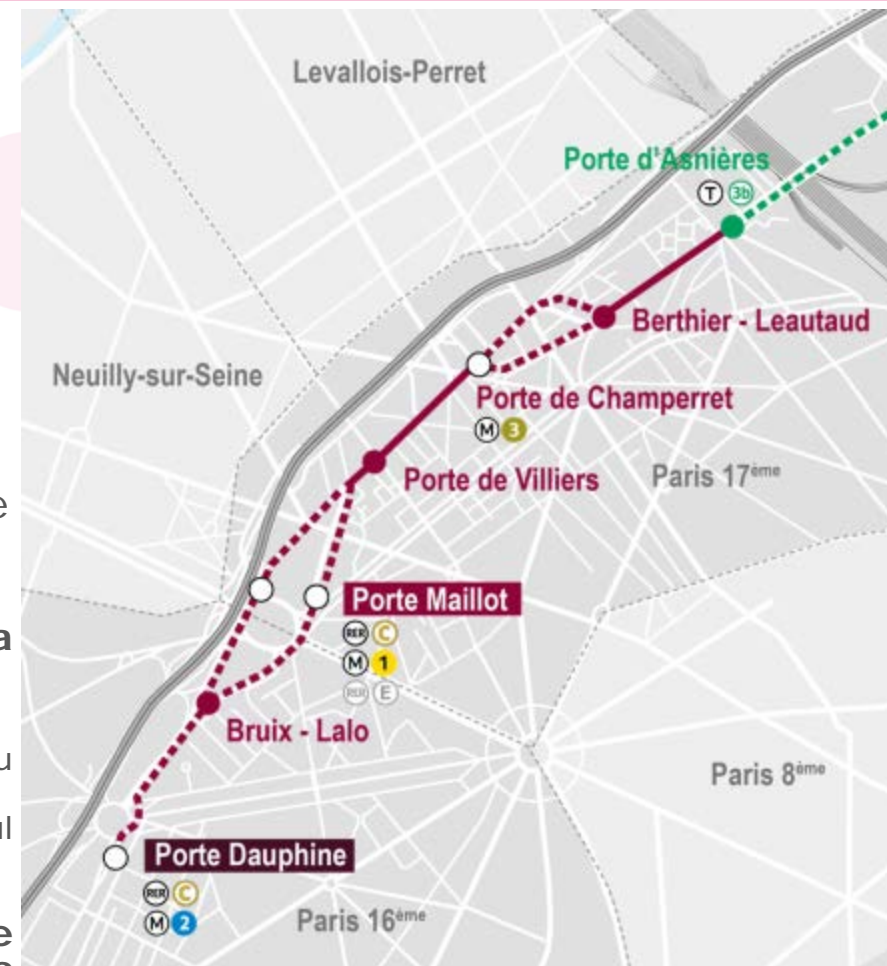 Levallois-Perret
Porte d'Asnières
T 3b
Berthier - Leautaud
Neuilly-sur-Seine
Porte de Champerret
M 3
Porte de Villiers
Paris 17ème
e
Porte Maillot
RER C
a
M 1
RER E
Bruix - Lalo
u
Paris 8ème
Porte Dauphine
RER C
M 2
Paris 16ème
e